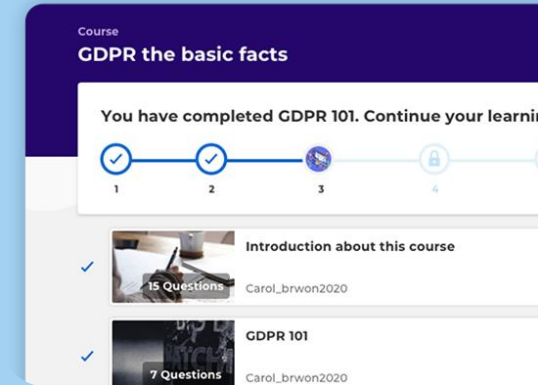 Course
GDPR the basic facts
You have completed GDPR 101. Continue your learnin
1
2
3
4
Introduction about this course
15 Questions
Carol_brwon2020
GDPR 101
7 Questions
Carol_brwon2020